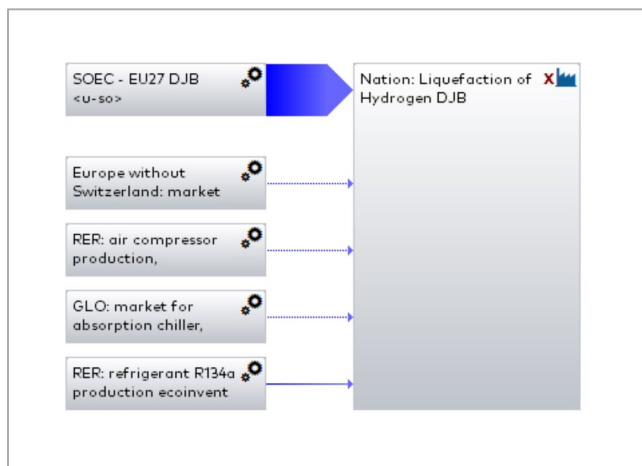 SOEC - EU27 DJB
<u-so>
Nation: Liquefaction of X
Hydrogen DJB
Europe without
Switzerland: market
RER: air compressor
production,
GLO: market for
absorption chiller,
RER: refrigerant R134a
production ecoinvent